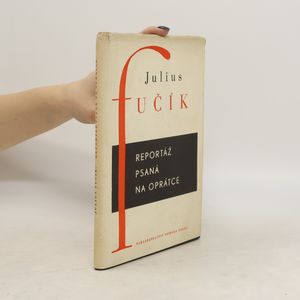 Julius
FUČÍK
REPORTÁŽ
PSANÁ
NA OPRÁTCE